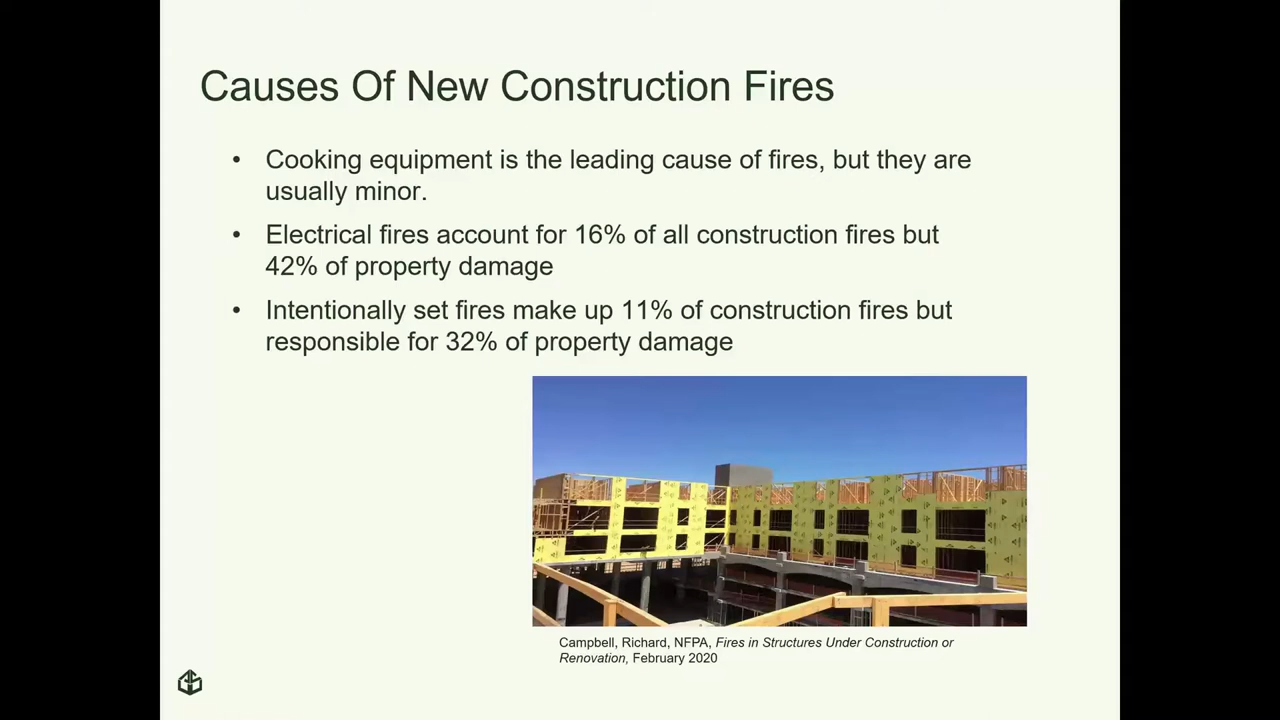 Causes Of New Construction Fires
• Cooking equipment is the leading cause of fires, but they are
usually minor.
• Electrical fires account for 16% of all construction fires but
42% of property damage
• Intentionally set fires make up 11% of construction fires but
responsible for 32% of property damage
Campbell, Richard, NFPA, Fires in Structures Under Construction or
Renovation, February 2020